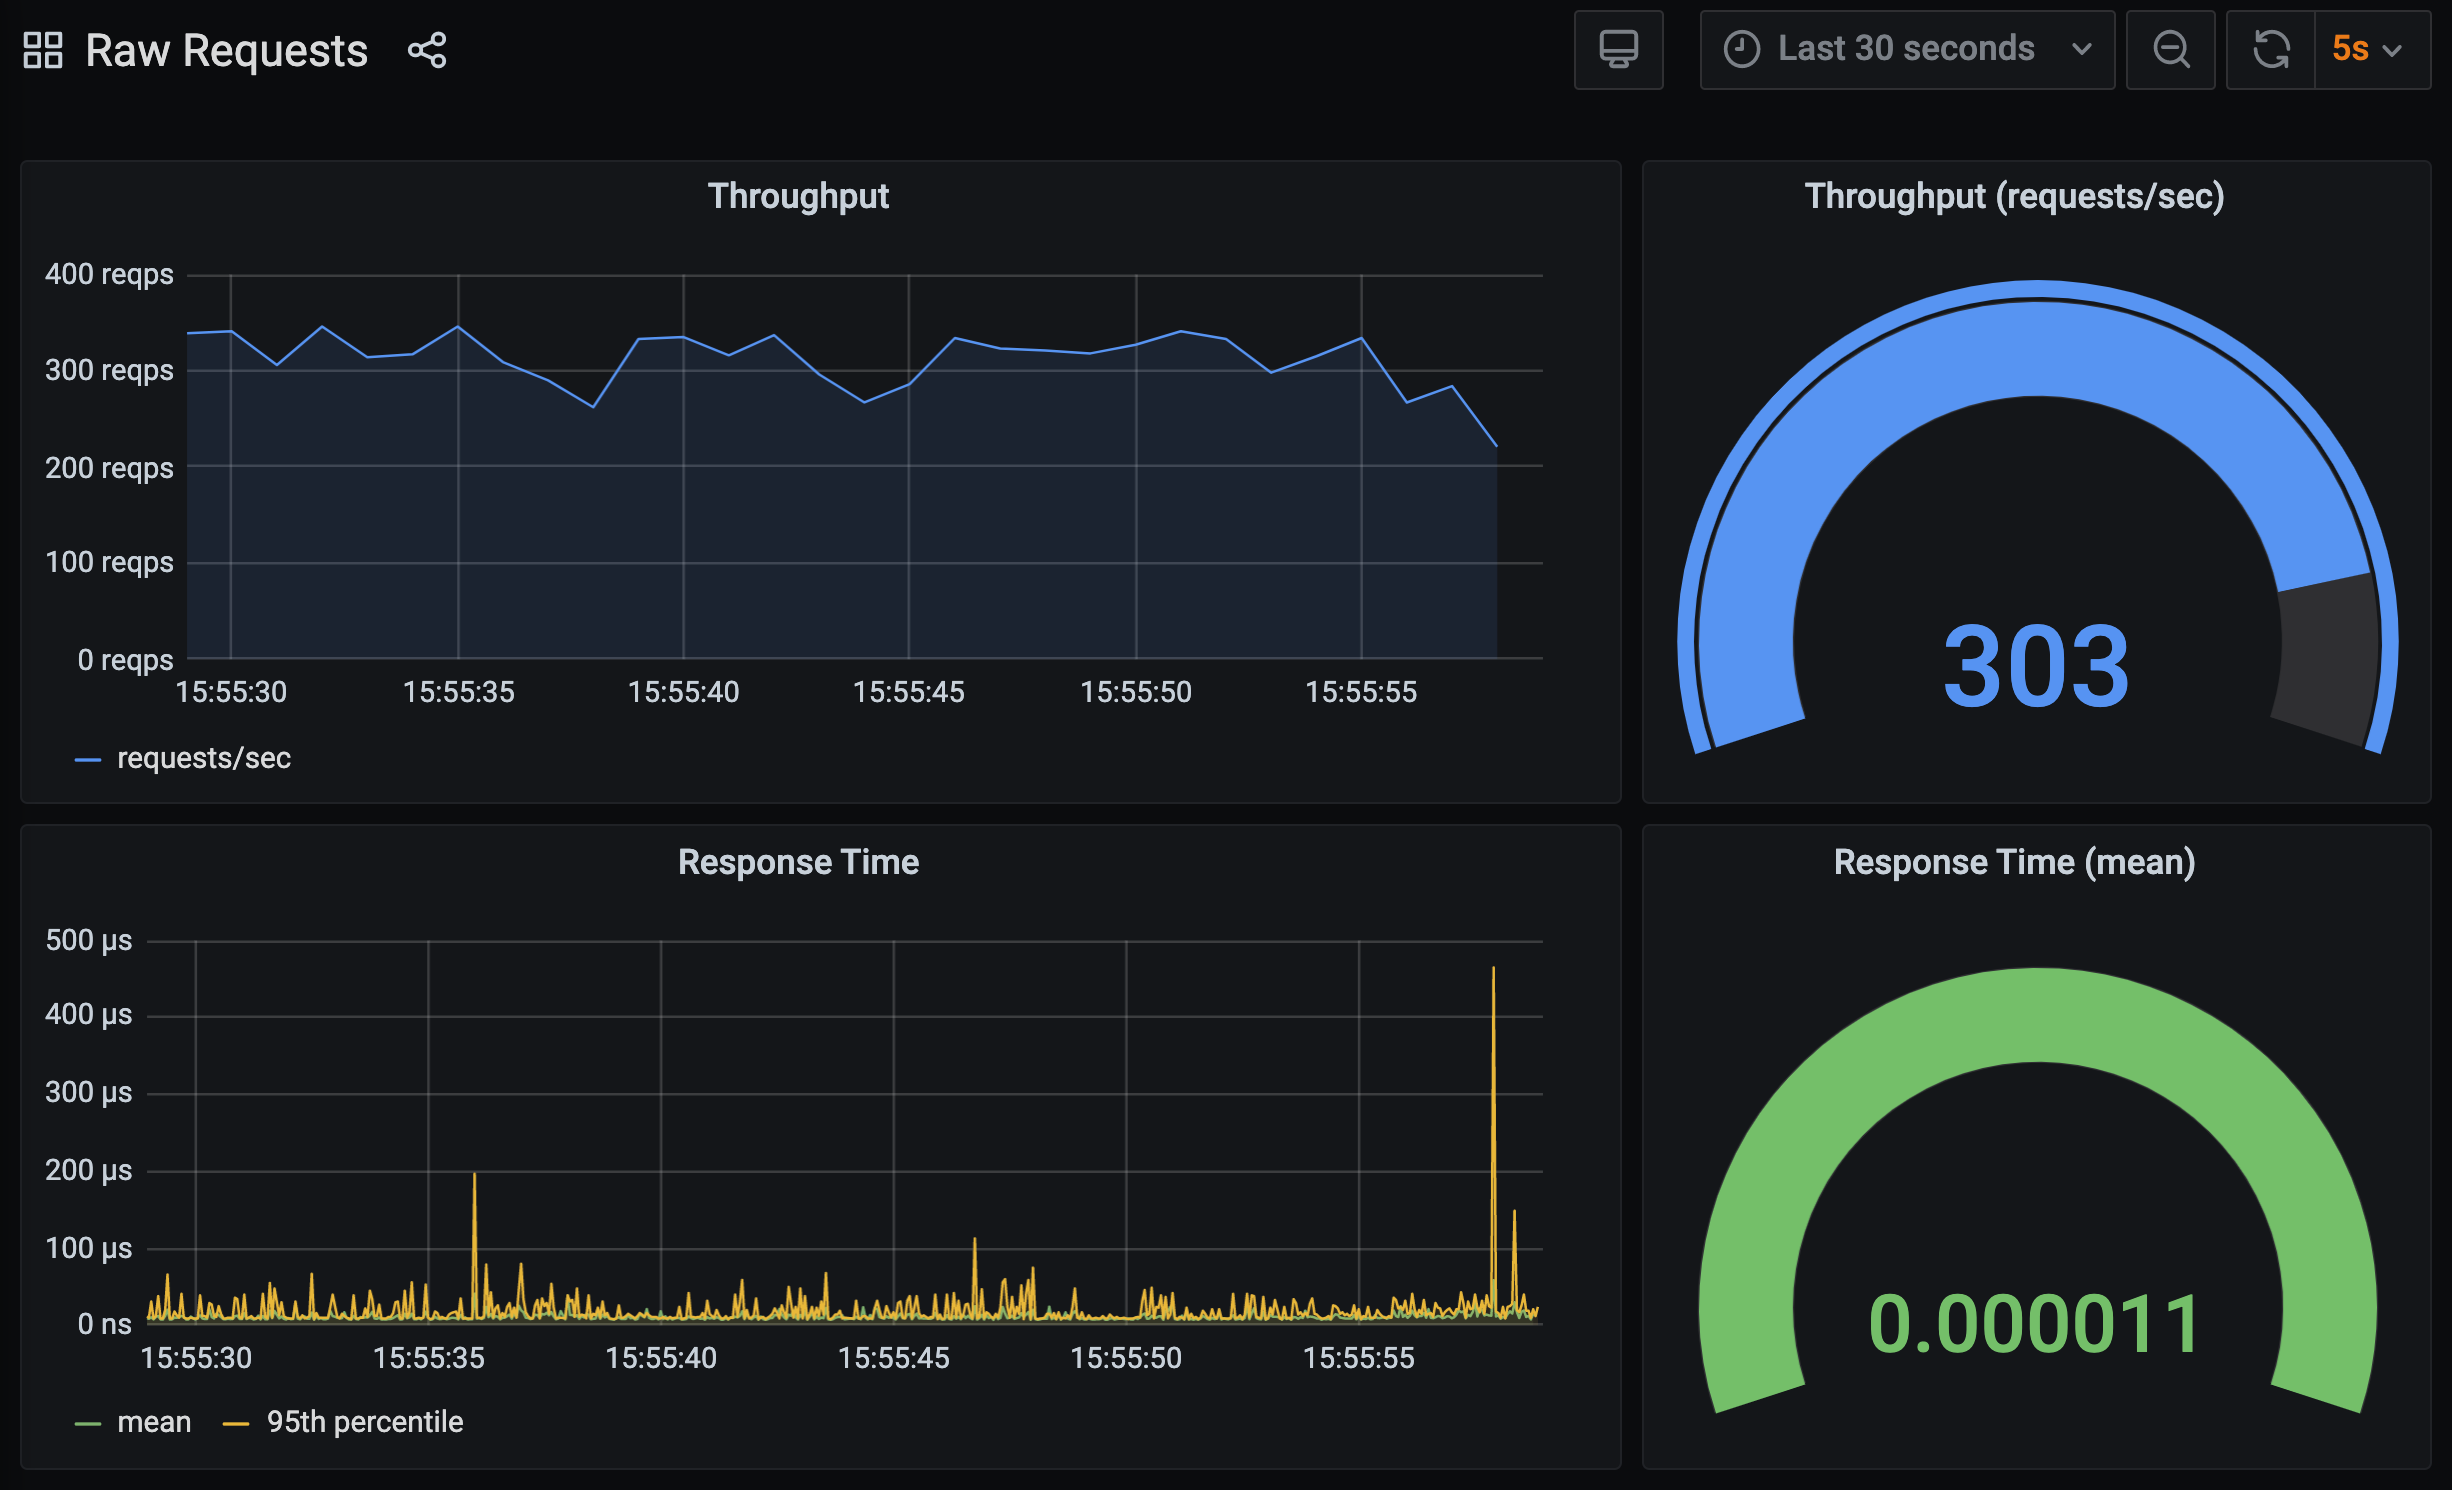 Raw Requests
Last 30 seconds
5s
Throughput
400 reqps
300 reqps
200 reqps
100 reqps
0 reqps
15:55:30 15:55:35 15:55:40 15:55:45 15:55:50 15:55:55
requests/sec
Throughput (requests/sec)
303
Response Time
500 µs
400 µs
300 µs
200 µs
100 µs
0 ns
15:55:30 15:55:35 15:55:40 15:55:45 15:55:50 15:55:55
mean 95th percentile
Response Time (mean)
0.000011